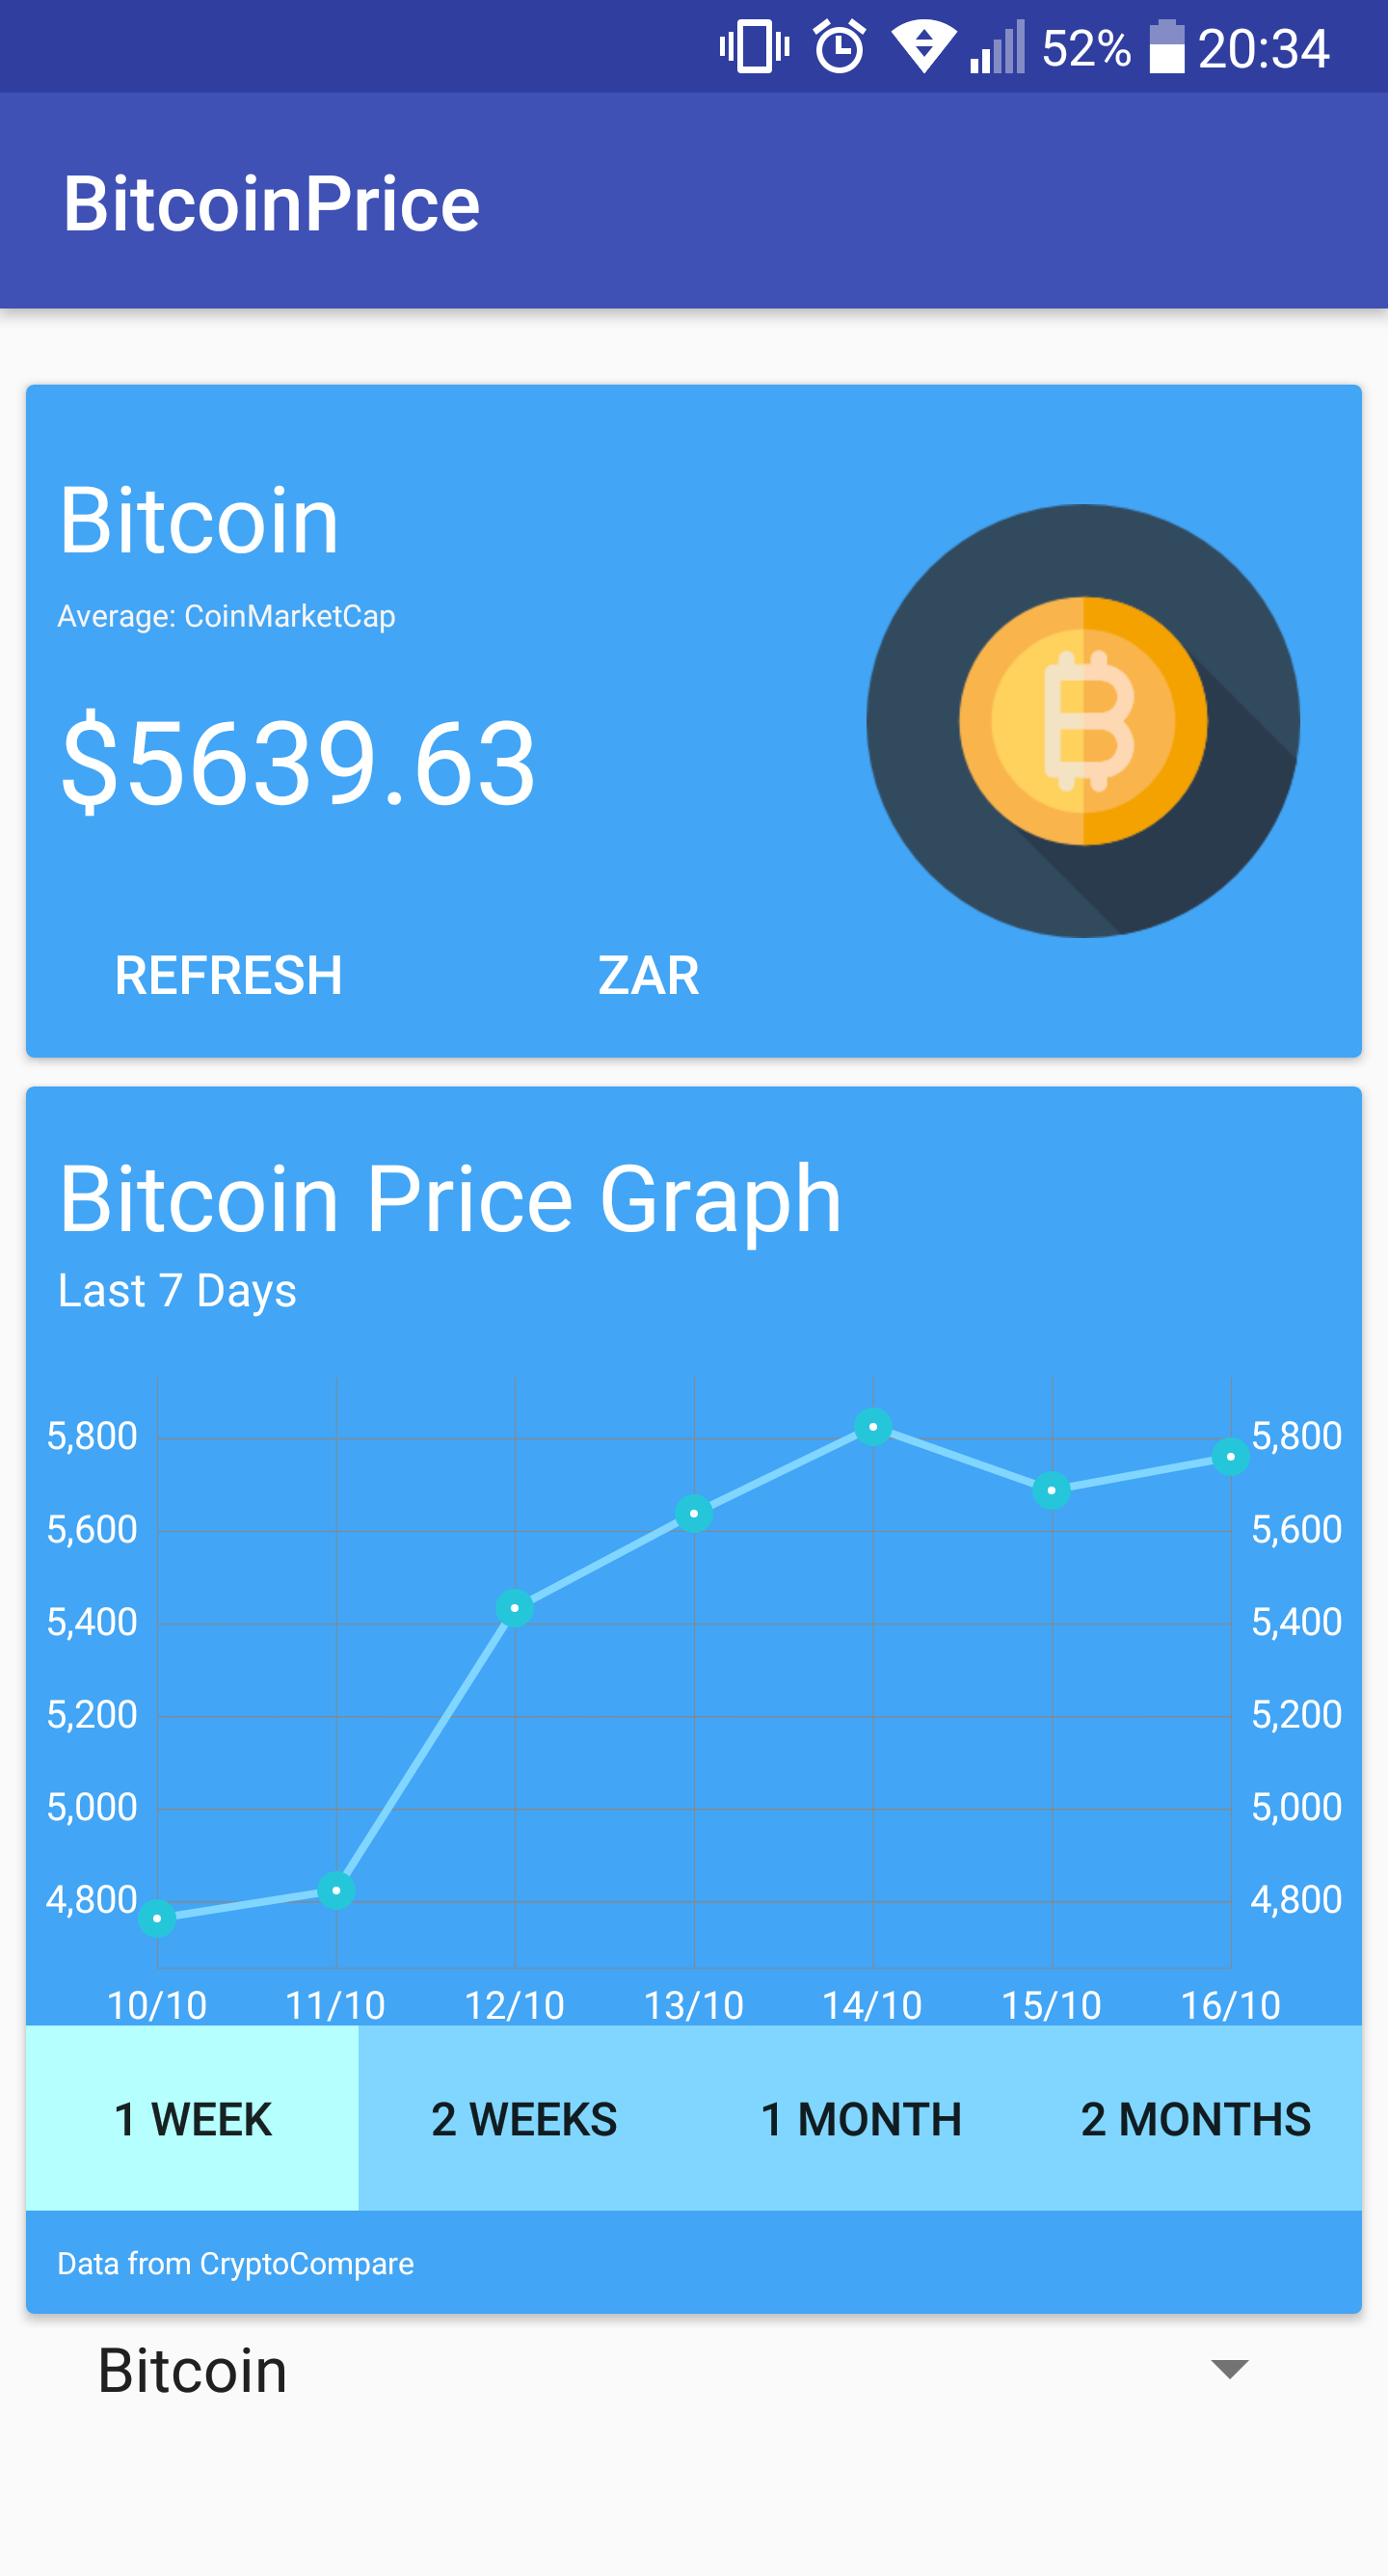 52% 20:34
BitcoinPrice
Bitcoin
Average: CoinMarketCap
$5639.63
REFRESH ZAR
Bitcoin Price Graph
Last 7 Days
5,800 5,800
5,600 5,600
5,400 5,400
5,200 5,200
5,000 5,000
4,800 4,800
10/10 11/10 12/10 13/10 14/10 15/10 16/10
1 WEEK 2 WEEKS 1 MONTH 2 MONTHS
Data from CryptoCompare
Bitcoin